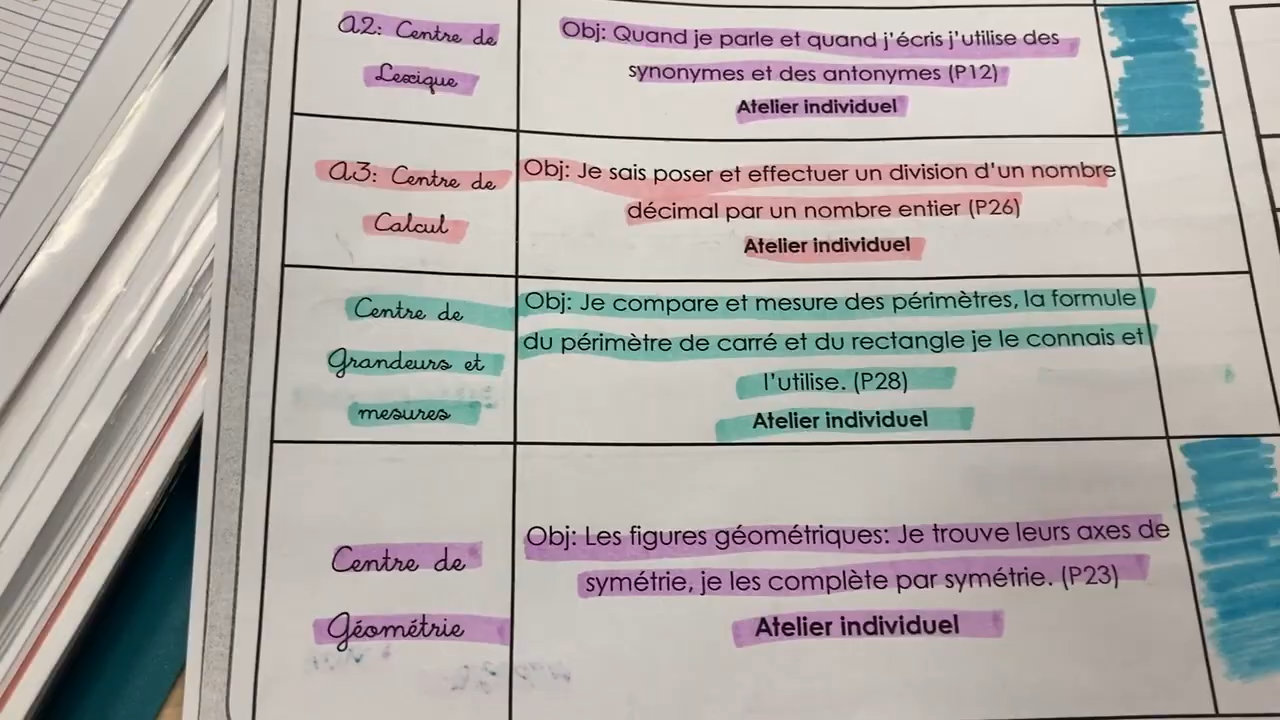 A2: Centre de
Lexique
Obj: Quand je parle et quand j'écris j'utilise des
synonymes et des antonymes (P12)
Atelier individuel
A3: Centre de
Calcul
Obj: Je sais poser et effectuer un division d'un nombre
décimal par un nombre entier (P26)
Atelier individuel
Centre de
Grandeurs et
mesures
Obj: Je compare et mesure des périmètres, la formule
du périmètre de carré et du rectangle je le connais et
l'utilise. (P28)
Atelier individuel
Centre de
Géométrie
Obj: Les figures géométriques: Je trouve leurs axes de
symétrie, je les complète par symétrie. (P23)
Atelier individuel